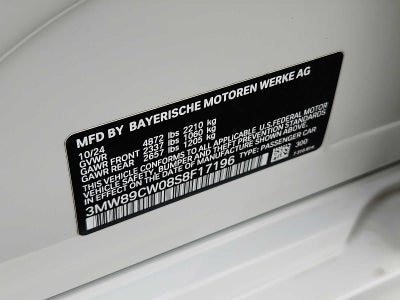 MFD BY BAYERISCHE MOTOREN WERKE AG
10/24
GVWR 4872 lbs 2210 kg
GAWR FRONT 2337 lbs 1060 kg
GAWR REAR 2657 lbs 1205 kg
THIS VEHICLE CONFORMS TO ALL APPLICABLE U.S.FEDERAL MOTOR
VEHICLE SAFETY, BUMPER, AND THEFT PREVENTION STANDARDS
IN EFFECT ON THE DATE OF MANUFACTURE SHOWN ABOVE.
3MW89CW08S8F17196 TYPE: PASSENGER CAR
300